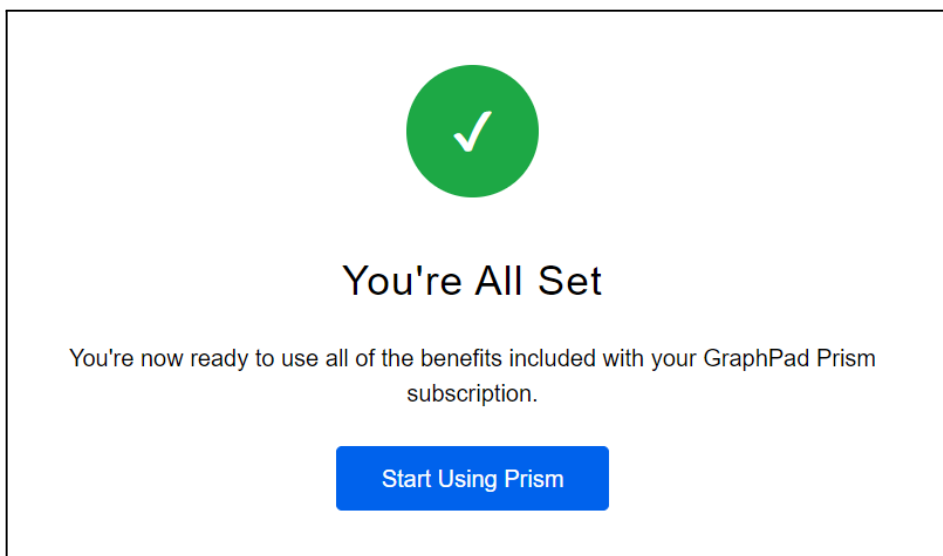 You're All Set
You're now ready to use all of the benefits included with your GraphPad Prism
subscription.
Start Using Prism